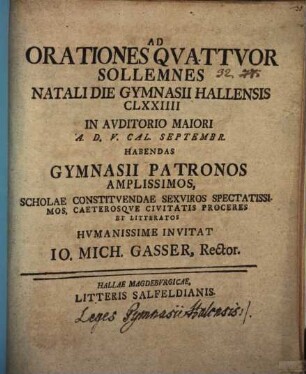 AD
ORATIONES QVATTVOR
SOLLEMNES
32.
NATALI DIE GYMNASII HALLENSIS
CLXXIIII
IN AVDITORIO MAIORI
A. D. V. CAL. SEPTEMBR.
HABENDAS
GYMNASII PATRONOS
AMPLISSIMOS,
SCHOLAE CONSTITVENDAE SEXVIROS SPECTATISSI-
MOS, CAETEROSQVE CIVITATIS PROCERES
ET LITTERATOS
HVMANISSIME INVITAT
IO. MICH. GASSER, Rector.
HALLAE MAGDEBVRGICAE,
LITTERIS SALFELDIANIS.
Leges Gymnasii Halensis).